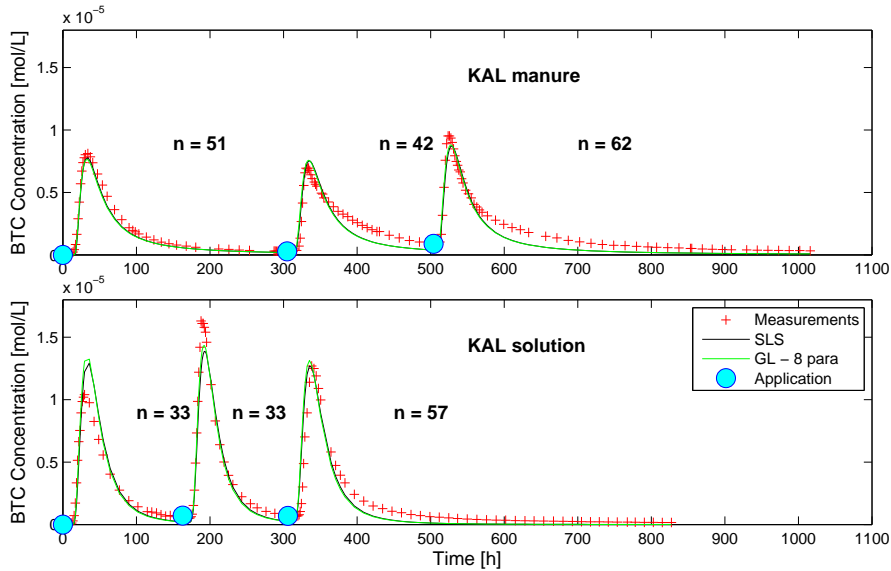 x 10^-5
BTC Concentration [mol/L]
1.5
1
0.5
0
KAL manure
n = 51
n = 42
n = 62
0 100 200 300 400 500 600 700 800 900 1000 1100
x 10^-5
BTC Concentration [mol/L]
1.5
1
0.5
0
KAL solution
n = 33
n = 33
n = 57
Measurements
SLS
GL − 8 para
Application
0 100 200 300 400 500 600 700 800 900 1000 1100
Time [h]